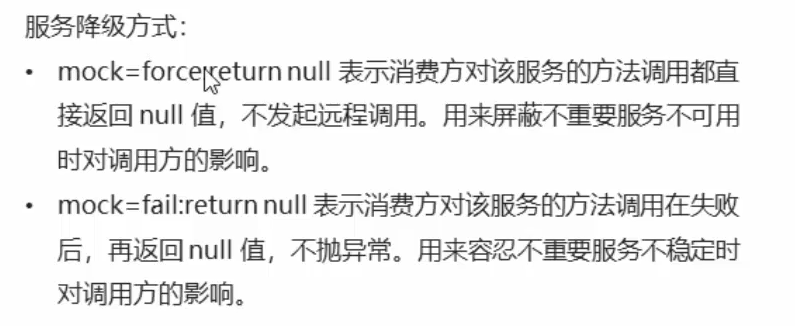 服务降级方式：
• mock=force:return null 表示消费方对该服务的方法调用都直
接返回 null 值，不发起远程调用。用来屏蔽不重要服务不可用
时对调用方的影响。
• mock=fail:return null 表示消费方对该服务的方法调用在失败
后，再返回 null 值，不抛异常。用来容忍不重要服务不稳定时
对调用方的影响。